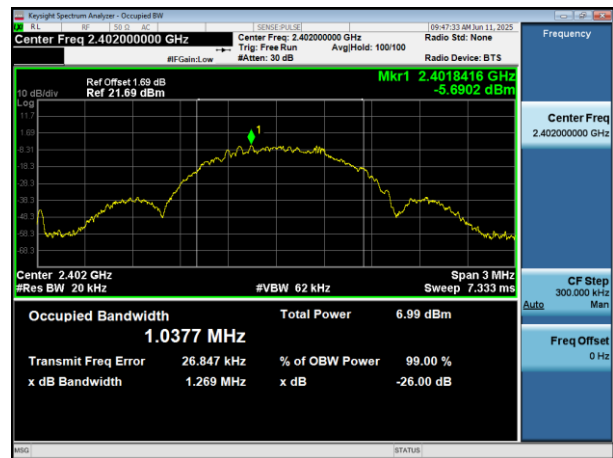 Keysight Spectrum Analyzer - Occupied BW
RL RF 50 Ω AC SENSE:PULSE 09:47:33 AM Jun 11, 2025
Center Freq 2.402000000 GHz Center Freq: 2.402000000 GHz Radio Std: None Frequency
Trig: Free Run Avg|Hold: 100/100
#IFGain:Low #Atten: 30 dB Radio Device: BTS
Ref Offset 1.69 dB Mkr1 2.4018416 GHz
10 dB/div Ref 21.69 dBm -5.6902 dBm
Log
11.7
1.69
-8.31
-18.3
-28.3
-38.3
-48.3
-58.3
-68.3
1
Center Freq
2.402000000 GHz
Center 2.402 GHz Span 3 MHz
#Res BW 20 kHz #VBW 62 kHz Sweep 7.333 ms
CF Step
300.000 kHz
Auto Man
Occupied Bandwidth Total Power 6.99 dBm
1.0377 MHz
Transmit Freq Error 26.847 kHz % of OBW Power 99.00 %
x dB Bandwidth 1.269 MHz x dB -26.00 dB
Freq Offset
0 Hz
MSG STATUS